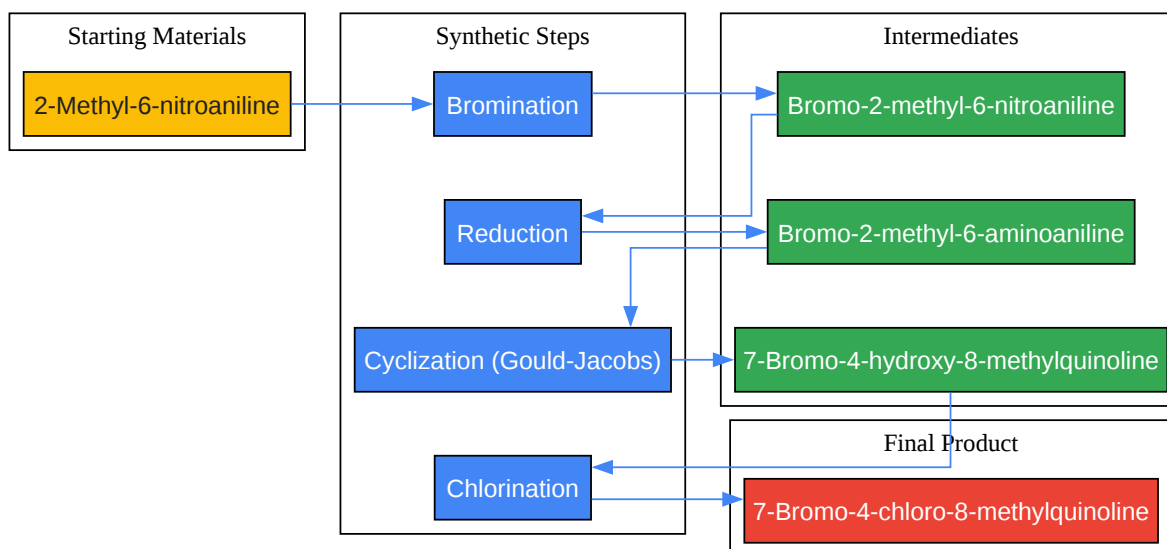 Starting Materials
Synthetic Steps
Intermediates
2-Methyl-6-nitroaniline
Bromination
Bromo-2-methyl-6-nitroaniline
Reduction
Bromo-2-methyl-6-aminoaniline
Cyclization (Gould-Jacobs)
7-Bromo-4-hydroxy-8-methylquinoline
Final Product
Chlorination
7-Bromo-4-chloro-8-methylquinoline